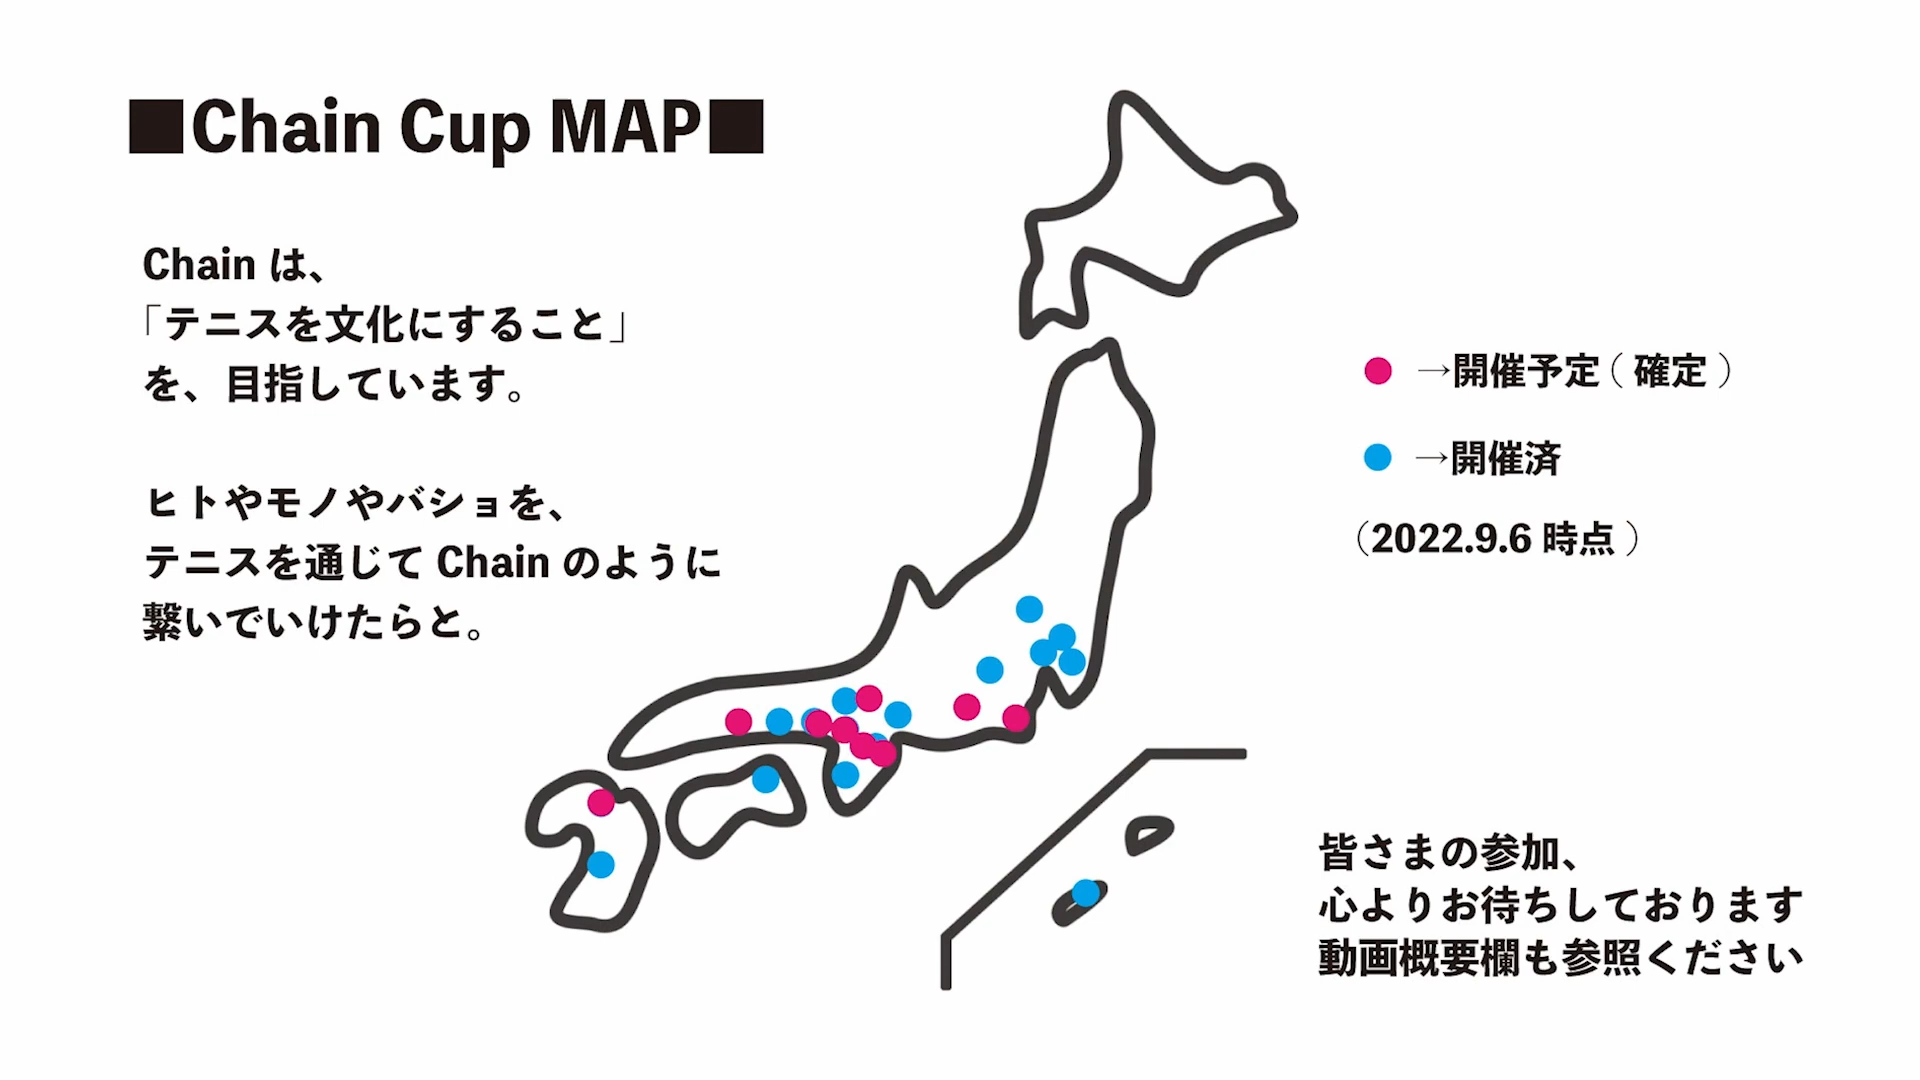 ■Chain Cup MAP■
Chain は、
「テニスを文化にすること」
を、目指しています。
ヒトやモノやバショを、
テニスを通じて Chain のように
繋いでいけたらと。
→開催予定（ 確定 ）
→開催済
（2022.9.6 時点 ）
皆さまの参加、
心よりお待ちしております
動画概要欄も参照ください